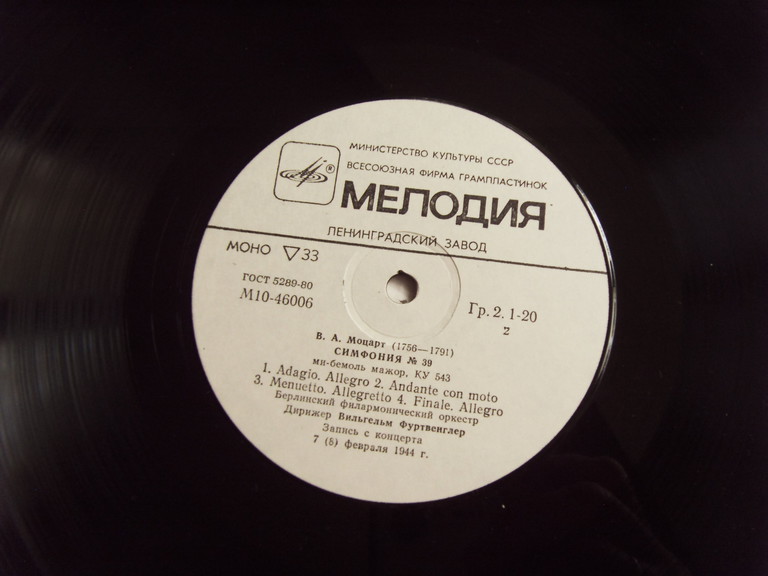 МИНИСТЕРСТВО КУЛЬТУРЫ СССР
ВСЕСОЮЗНАЯ ФИРМА ГРАМПЛАСТИНОК
®
МЕЛОДИЯ
ЛЕНИНГРАДСКИЙ ЗАВОД
МОНО ▽33
ГОСТ 5289-80
М10-46006
Гр. 2. 1-20
2
В. А. Моцарт (1756—1791)
СИМФОНИЯ № 39
ми-бемоль мажор, КУ 543
1. Adagio. Allegro 2. Andante con moto
3. Menuetto. Allegretto 4. Finale. Allegro
Берлинский филармонический оркестр
Дирижер Вильгельм Фуртвенглер
Запись с концерта
7 (8) февраля 1944 г.